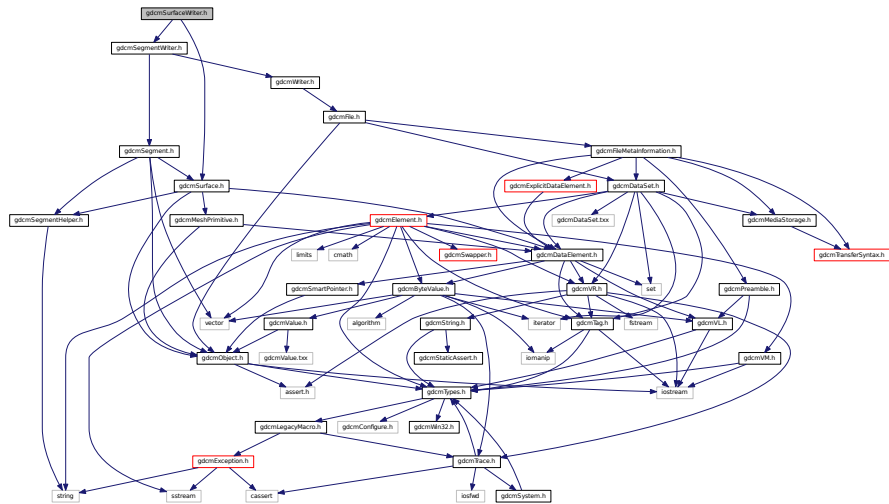 gdcmSurfaceWriter.h
gdcmSegmentWriter.h
gdcmWriter.h
gdcmFile.h
gdcmSegment.h
gdcmFileMetaInformation.h
gdcmSurface.h
gdcmExplicitDataElement.h
gdcmDataSet.h
gdcmSegmentHelper.h
gdcmMeshPrimitive.h
gdcmElement.h
gdcmDataSet.txx
gdcmMediaStorage.h
limits
cmath
gdcmSwapper.h
gdcmDataElement.h
gdcmTransferSyntax.h
gdcmSmartPointer.h
gdcmByteValue.h
gdcmVR.h
set
gdcmPreamble.h
vector
gdcmValue.h
algorithm
gdcmString.h
iterator
gdcmTag.h
fstream
gdcmVL.h
gdcmObject.h
gdcmValue.txx
gdcmStaticAssert.h
iomanip
gdcmVM.h
assert.h
gdcmTypes.h
iostream
gdcmLegacyMacro.h
gdcmConfigure.h
gdcmWin32.h
gdcmException.h
gdcmTrace.h
string
sstream
cassert
iosfwd
gdcmSystem.h